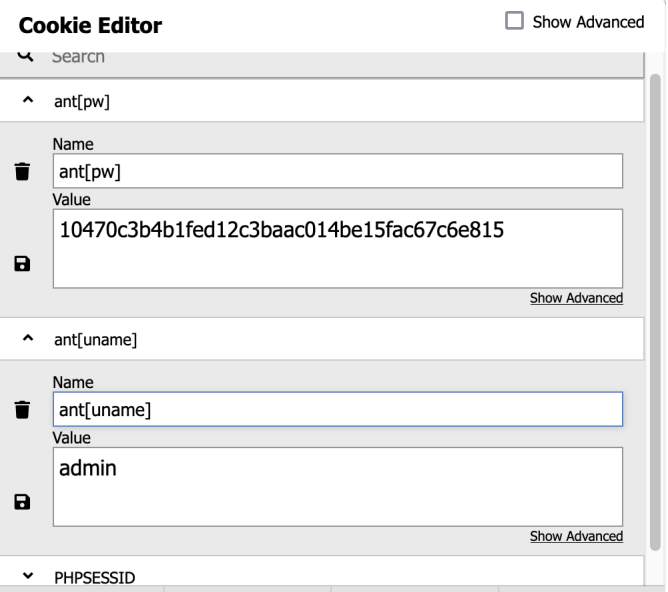 Cookie Editor
Show Advanced
Search
ant[pw]
Name
ant[pw]
Value
10470c3b4b1fed12c3baac014be15fac67c6e815
Show Advanced
ant[uname]
Name
ant[uname]
Value
admin
Show Advanced
PHPSESSID